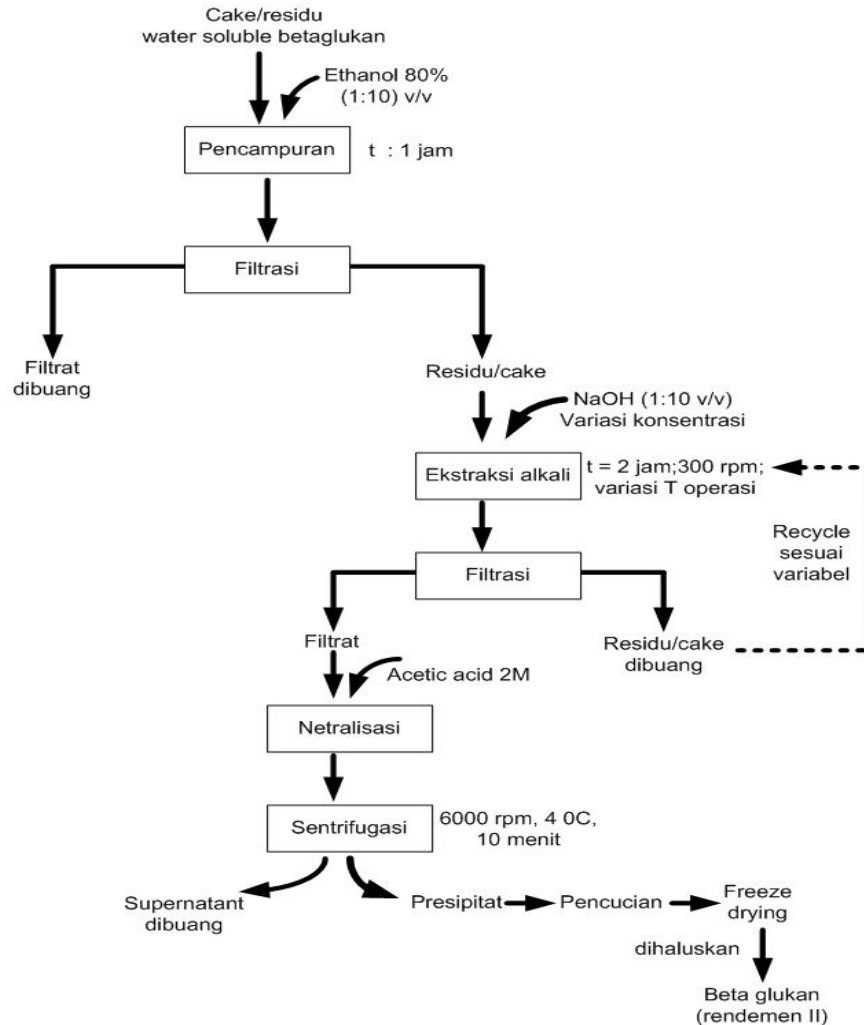 Cake/residu
water soluble betaglukan
Ethanol 80%
(1:10) v/v
Pencampuran
t : 1 jam
Filtrasi
Filtrat
dibuang
Residu/cake
NaOH (1:10 v/v)
Variasi konsentrasi
Ekstraksi alkali
t = 2 jam;300 rpm;
variasi T operasi
Recycle
sesuai
variabel
Filtrasi
Filtrat
Residu/cake
dibuang
Acetic acid 2M
Netralisasi
Sentrifugasi
6000 rpm, 4 0C,
10 menit
Supernatant
dibuang
Presipitat
Pencucian
Freeze
drying
dihaluskan
Beta glukan
(rendemen II)